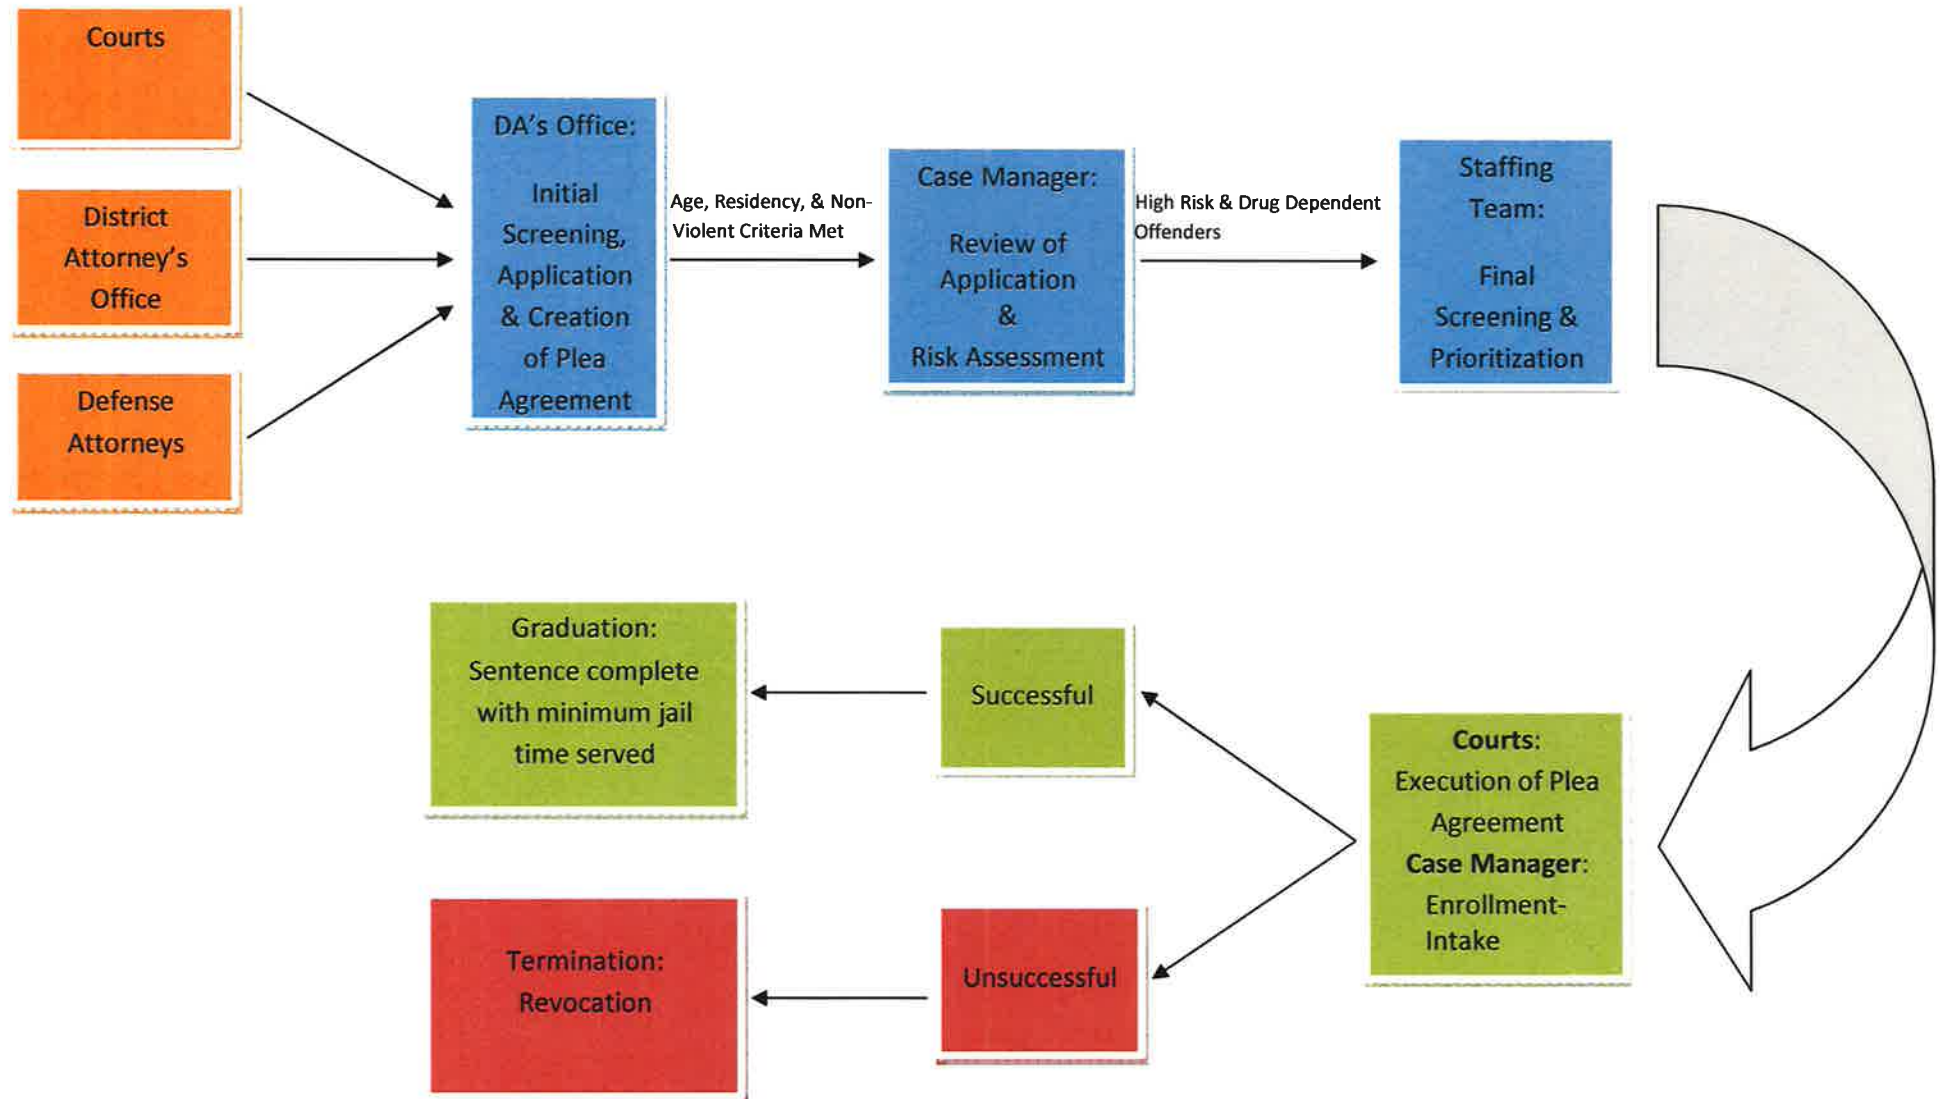 Courts
District
Attorney's
Office
Defense
Attorneys
DA's Office:
Initial
Screening,
Application
& Creation
of Plea
Agreement
Age, Residency, & Non-
Violent Criteria Met
Case Manager:
Review of
Application
&
Risk Assessment
High Risk & Drug Dependent
Offenders
Staffing
Team:
Final
Screening &
Prioritization
Graduation:
Sentence complete
with minimum jail
time served
Successful
Courts:
Execution of Plea
Agreement
Case Manager:
Enrollment-
Intake
Termination:
Revocation
Unsuccessful